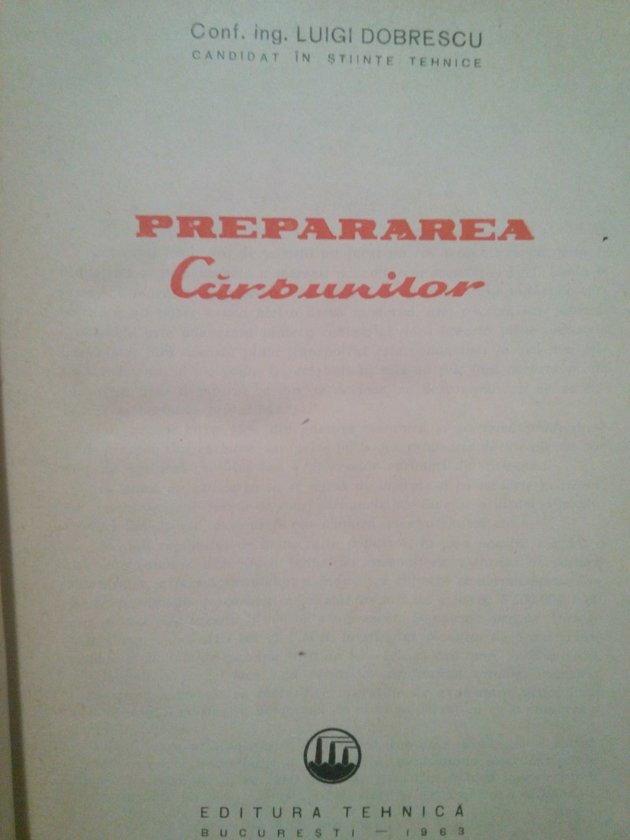 Conf. ing. LUIGI DOBRESCU
CANDIDAT ÎN ȘTIINȚE TEHNICE
PREPARAREA
Cărbunilor
EDITURA TEHNICĂ
BUCUREȘTI — 1963